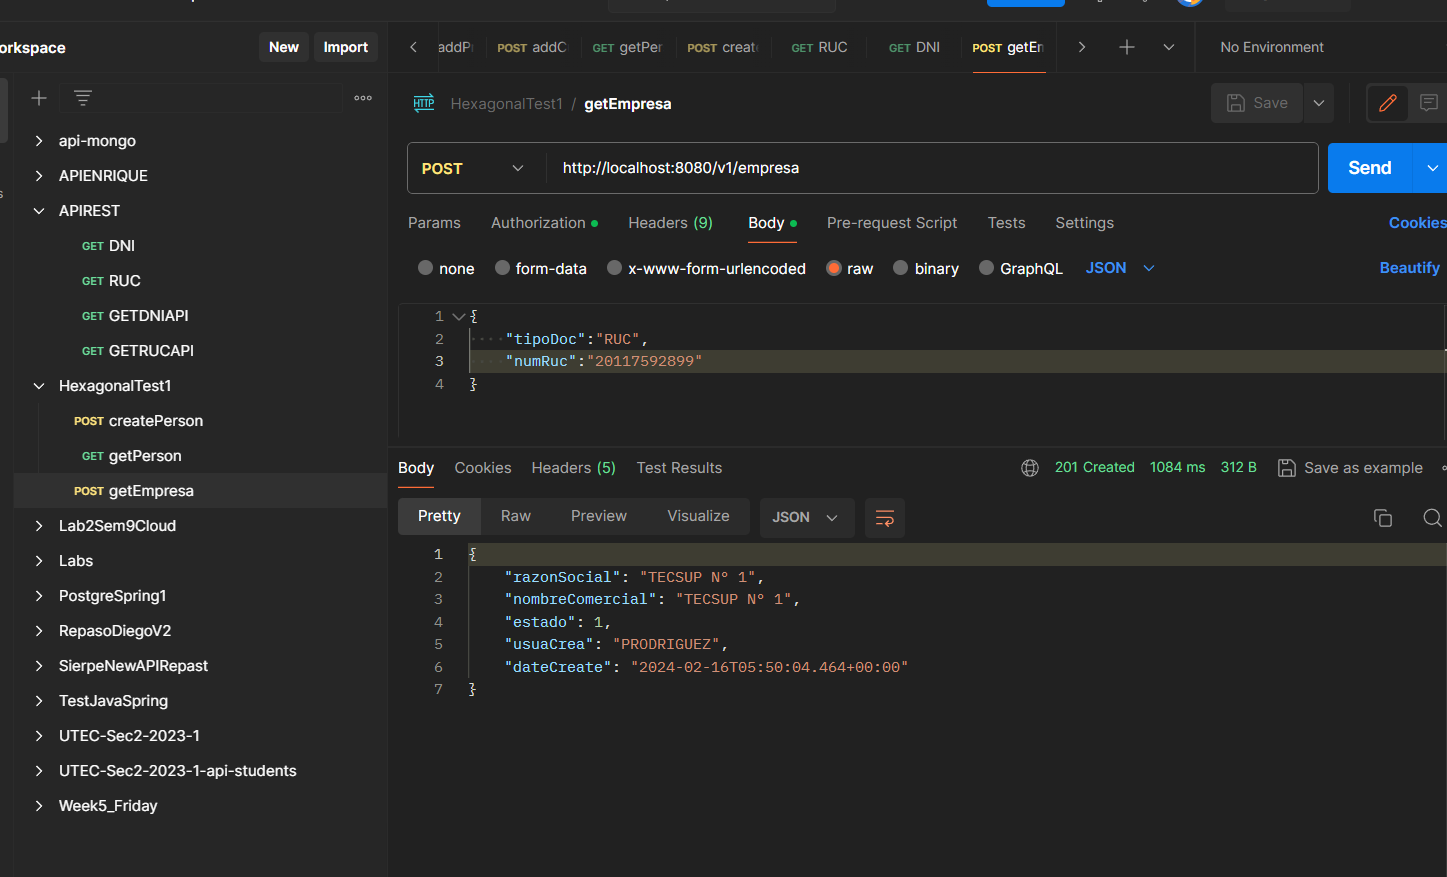 orkspace
New
Import
POST addC
GET getPer
POST creat
GET RUC
GET DNI
POST getEn
No Environment
HTTP HexagonalTest1 / getEmpresa
Save
POST
http://localhost:8080/v1/empresa
Send
Params
Authorization
Headers (9)
Body
Pre-request Script
Tests
Settings
Cookies
none
form-data
x-www-form-urlencoded
raw
binary
GraphQL
JSON
Beautify
1 {
2 "tipoDoc":"RUC",
3 "numRuc":"20117592899"
4 }
api-mongo
APIENRIQUE
APIREST
GET DNI
GET RUC
GET GETDNIAPI
GET GETRUCAPI
HexagonalTest1
POST createPerson
GET getPerson
POST getEmpresa
Lab2Sem9Cloud
Labs
PostgreSpring1
RepasoDiegoV2
SierpeNewAPIRepast
TestJavaSpring
UTEC-Sec2-2023-1
UTEC-Sec2-2023-1-api-students
Week5_Friday
Body
Cookies
Headers (5)
Test Results
201 Created
1084 ms
312 B
Save as example
Pretty
Raw
Preview
Visualize
JSON
1 {
2 "razonSocial": "TECSUP N° 1",
3 "nombreComercial": "TECSUP N° 1",
4 "estado": 1,
5 "usuaCrea": "PRODRIGUEZ",
6 "dateCreate": "2024-02-16T05:50:04.464+00:00"
7 }